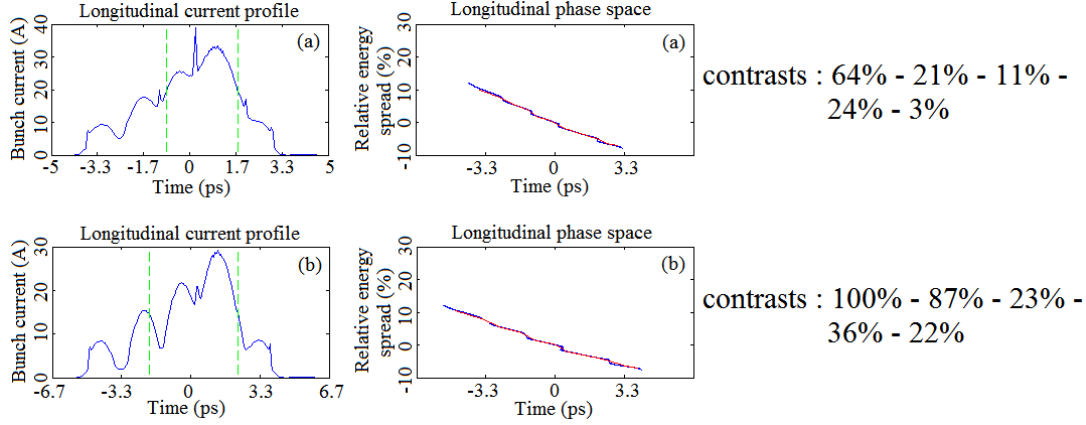 Longitudinal current profile
(a)
Bunch current (A)
0 10 20 30 40
-5 -3.3 -1.7 0 1.7 3.3 5
Time (ps)
Longitudinal phase space
(a)
Relative energy
spread (%)
-10 0 10 20 30
-3.3 0 3.3
Time (ps)
contrasts : 64% - 21% - 11% -
24% - 3%
Longitudinal current profile
(b)
Bunch current (A)
0 10 20 30
-6.7 -3.3 0 3.3 6.7
Time (ps)
Longitudinal phase space
(b)
Relative energy
spread (%)
-10 0 10 20 30
-3.3 0 3.3
Time (ps)
contrasts : 100% - 87% - 23% -
36% - 22%